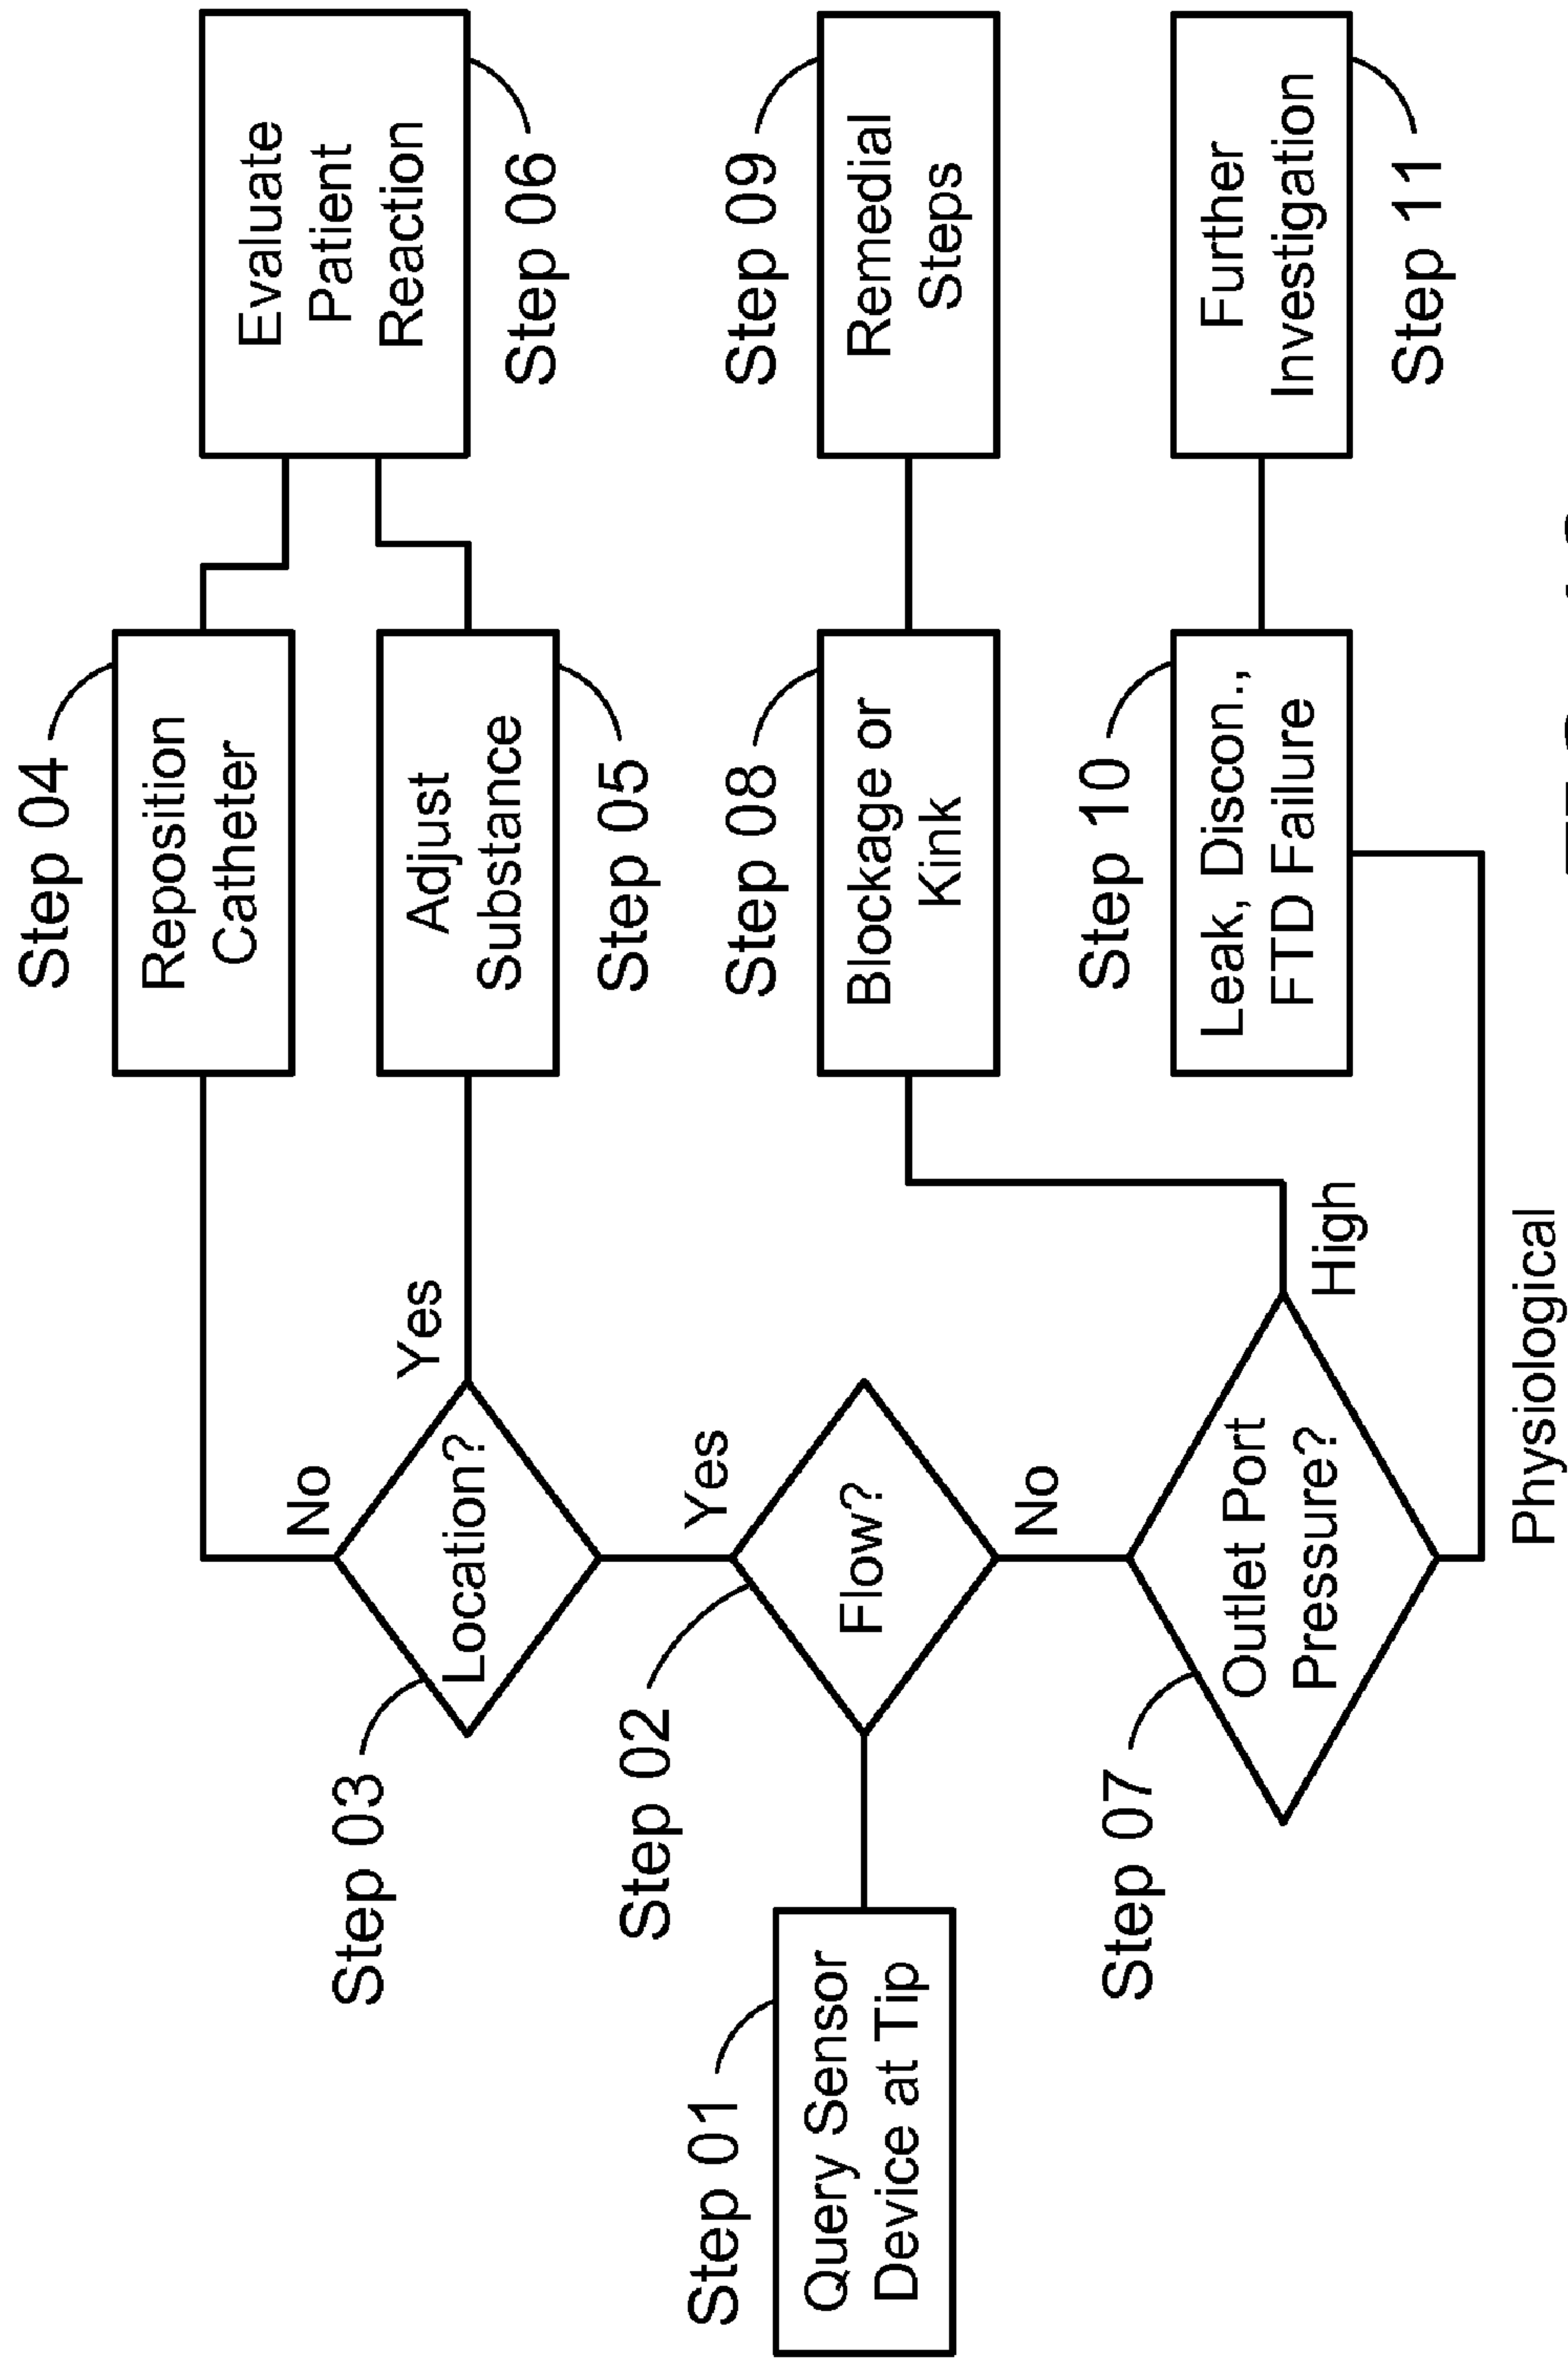 Step 04
Reposition
Catheter
Evaluate
Patient
Reaction
Step 06
No
Step 03
Location?
Yes
Adjust
Substance
Step 05
Step 02
Yes
Step 01
Query Sensor
Device at Tip
Flow?
No
Step 08
Blockage or
Kink
Step 09
Remedial
Steps
Step 07
Outlet Port
Pressure?
High
Physiological
Step 10
Leak, Discon.,
FTD Failure
Further
Investigation
Step 11